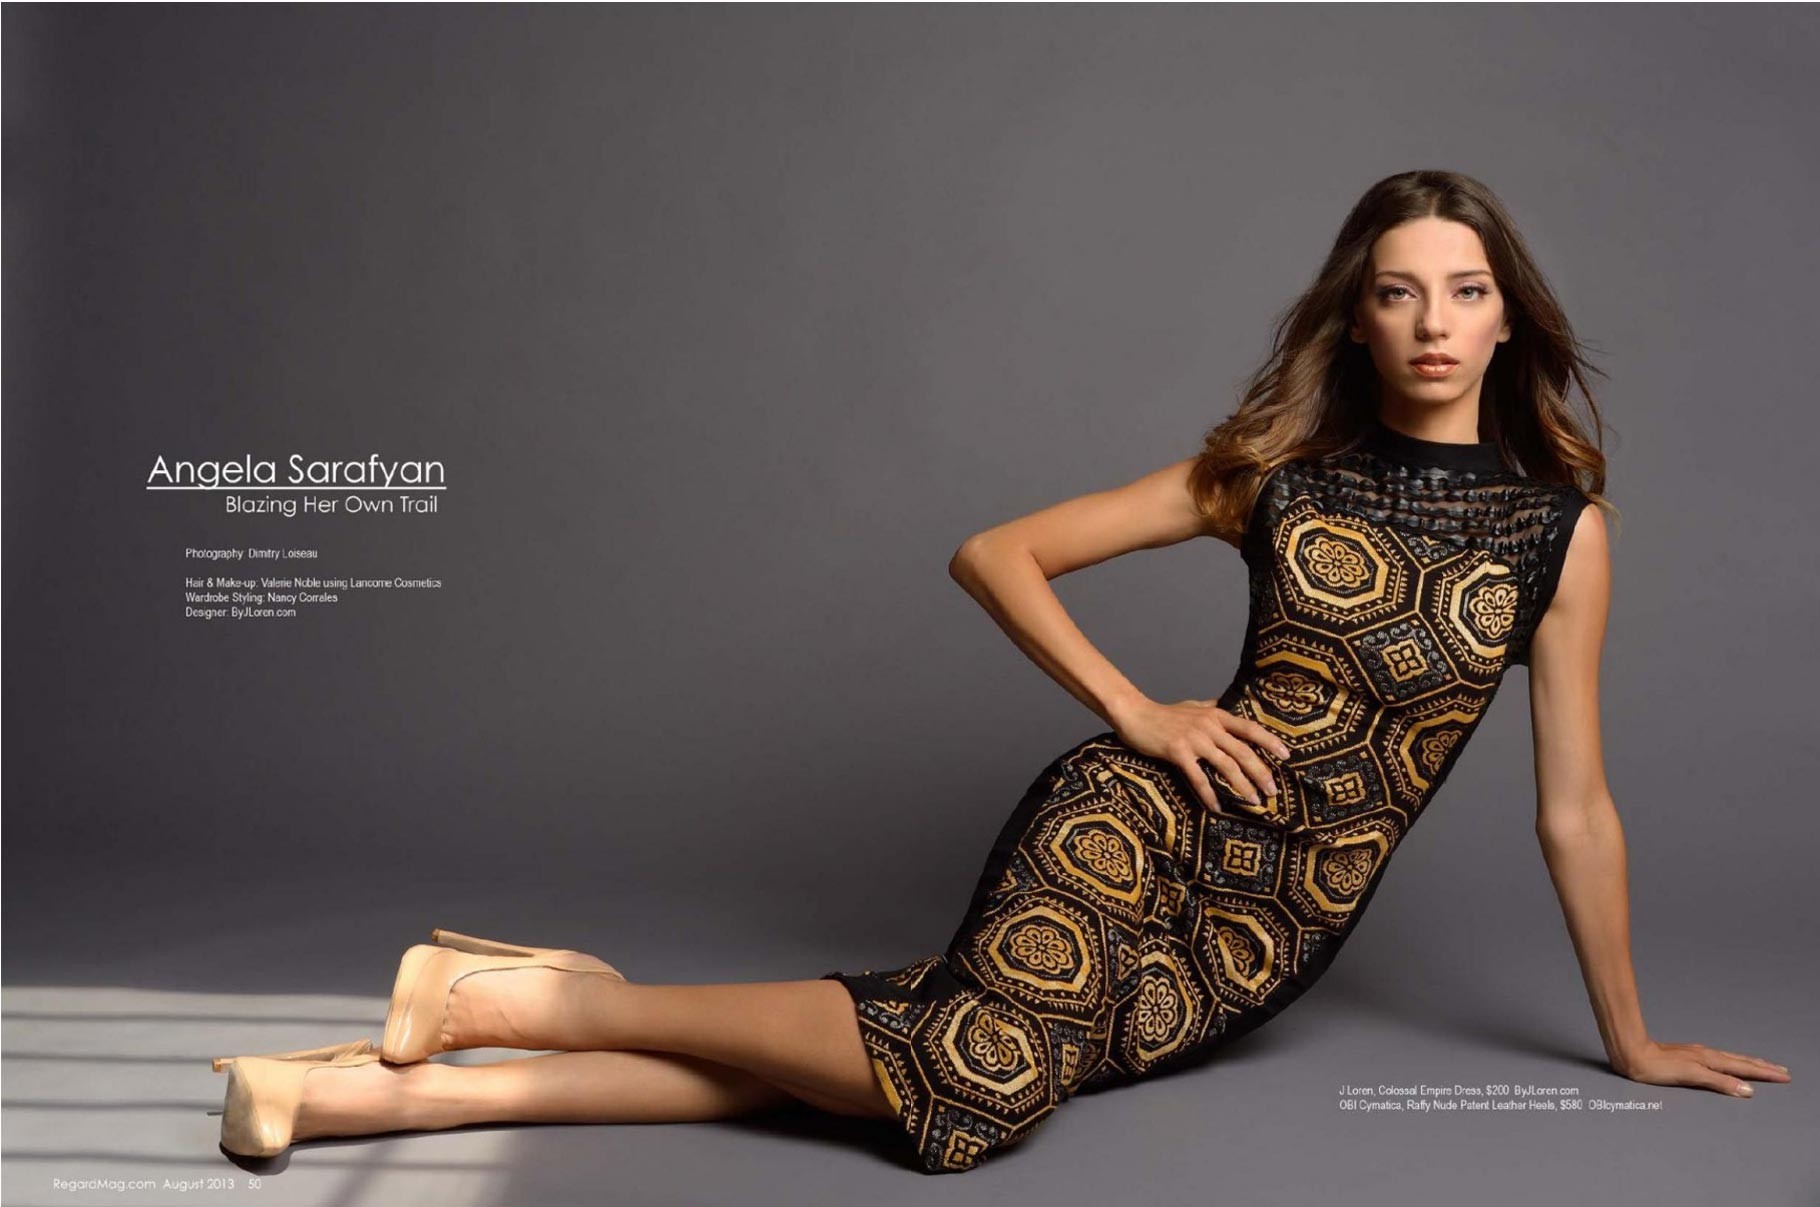 Angela Sarafyan
Blazing Her Own Trail
Photography: Dimitry Loiseau
Hair & Make-up: Valerie Noble using Lancome Cosmetics
Wardrobe Styling: Nancy Corrales
Designer: ByJLoren.com
J Loren, Colossal Empire Dress, $200 ByJLoren.com
OBI Cymatica, Raffy Nude Patent Leather Heels, $580 OBIcymatica.net
RegardMag.com August 2013 50